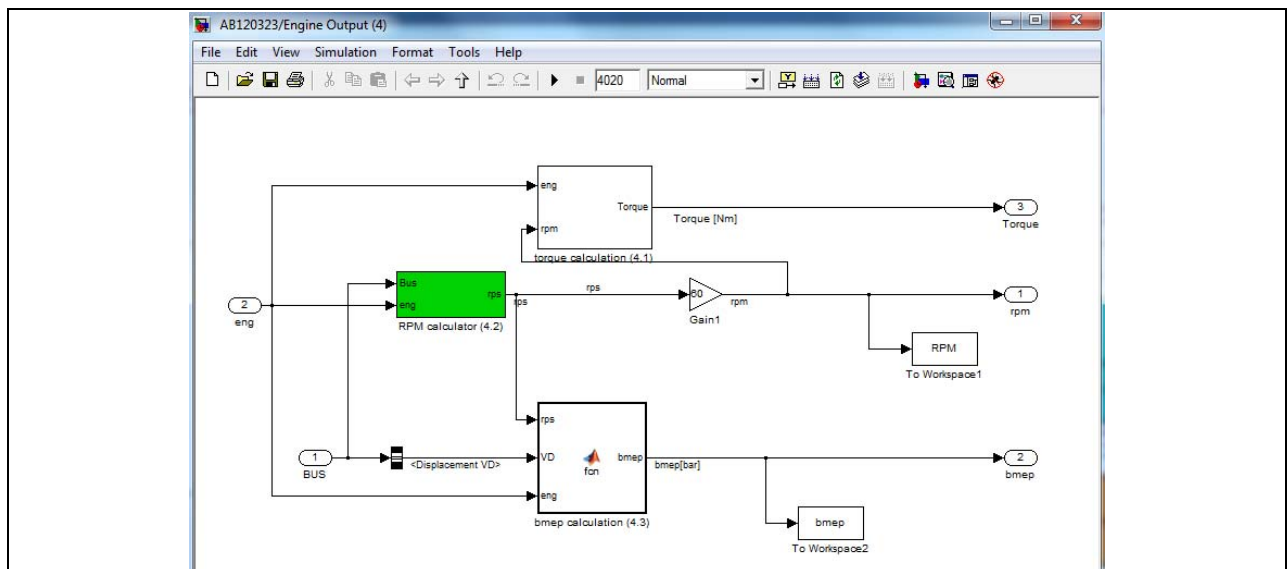 AB120323/Engine Output (4)
File Edit View Simulation Format Tools Help
4020 Normal
eng
Torque
rpm
Torque [Nm]
3
Torque
torque calculation (4.1)
Bus
rps
eng
rps
rps
60
rpm
Gain1
1
rpm
2
eng
RPM calculator (4.2)
RPM
To Workspace1
rps
1
BUS
<Displacement VD>
VD
fcn
bmep
bmep[bar]
2
bmep
eng
bmep calculation (4.3)
bmep
To Workspace2